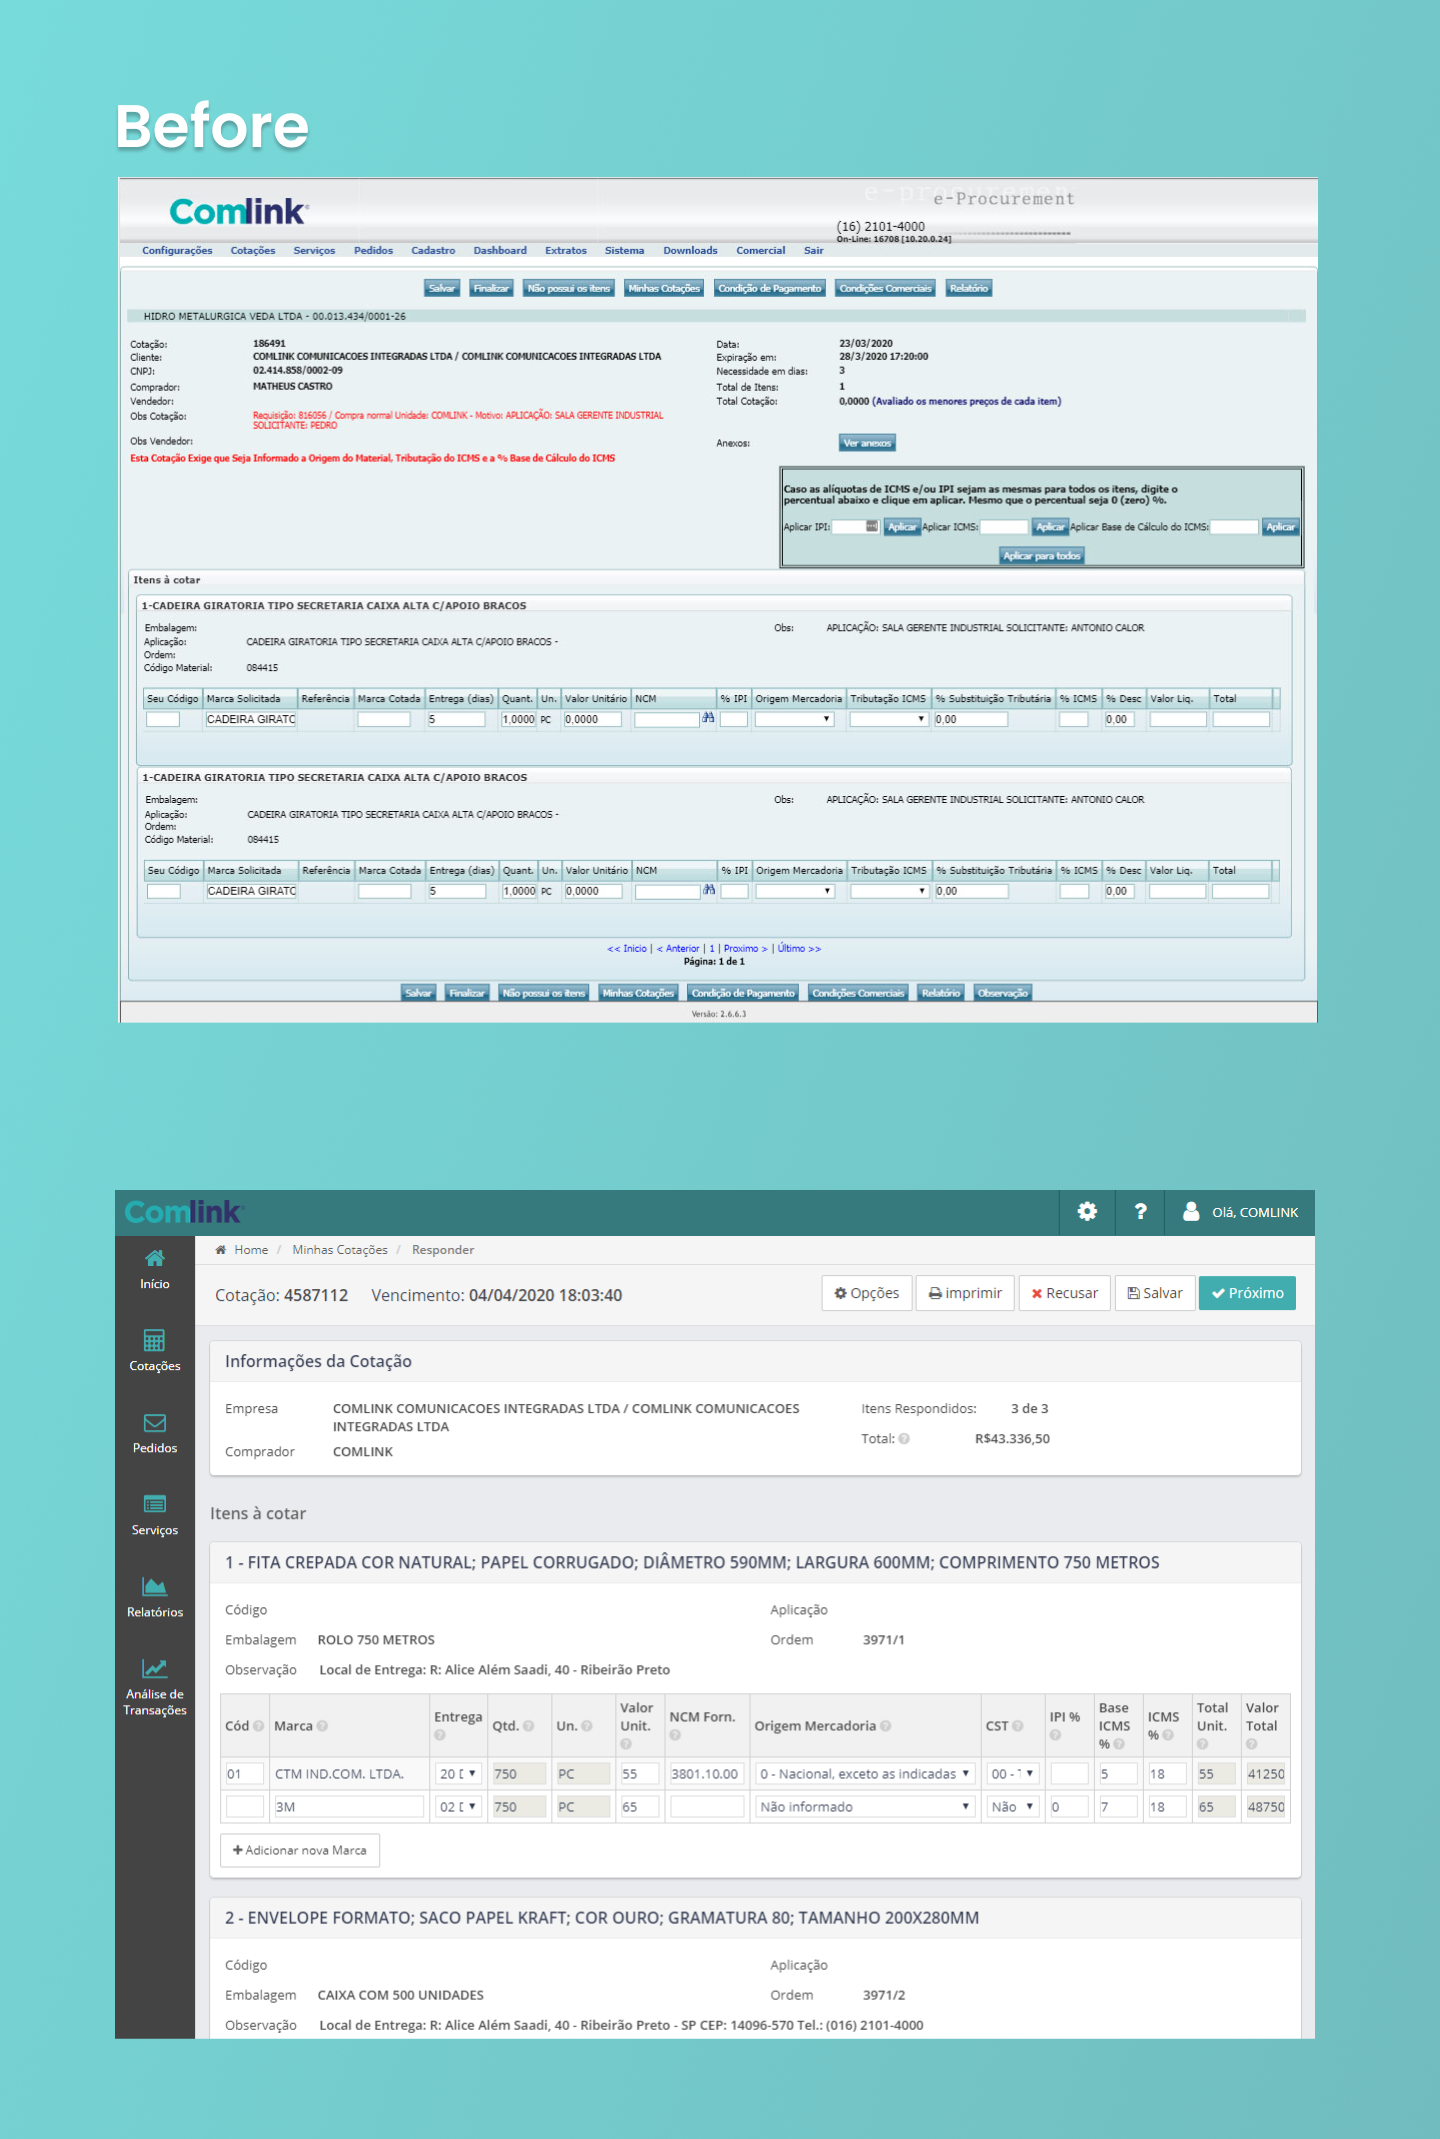 Before
Comlink
e-procuremen
e-Procurement
(16) 2101-4000
On-Line: 16708 [10.20.0.24]
Configurações Cotações Serviços Pedidos Cadastro Dashboard Extratos Sistema Downloads Comercial Sair
Salvar Finalizar Não possui os itens Minhas Cotações Condição de Pagamento Condições Comerciais Relatório
HIDRO METALURGICA VEDA LTDA - 00.013.434/0001-26
Cotação: 186491 Data: 23/03/2020
Cliente: COMLINK COMUNICACOES INTEGRADAS LTDA / COMLINK COMUNICACOES INTEGRADAS LTDA Expiração em: 28/3/2020 17:20:00
CNPJ: 02.414.858/0002-09 Necessidade em dias: 3
Comprador: MATHEUS CASTRO Total de Itens: 1
Vendedor: Total Cotação: 0,0000 (Avaliado os menores preços de cada item)
Obs Cotação: Requisição: 816056 / Compra normal Unidade: COMLINK - Motivo: APLICAÇÃO: SALA GERENTE INDUSTRIAL
SOLICITANTE: PEDRO
Obs Vendedor: Anexos: Ver anexos
Esta Cotação Exige que Seja Informado a Origem do Material, Tributação do ICMS e a % Base de Cálculo do ICMS
Caso as alíquotas de ICMS e/ou IPI sejam as mesmas para todos os itens, digite o
percentual abaixo e clique em aplicar. Mesmo que o percentual seja 0 (zero) %.
Aplicar IPI: Aplicar Aplicar ICMS: Aplicar Aplicar Base de Cálculo do ICMS: Aplicar
Aplicar para todos
Itens à cotar
1-CADEIRA GIRATORIA TIPO SECRETARIA CAIXA ALTA C/APOIO BRACOS
Embalagem: Obs: APLICAÇÃO: SALA GERENTE INDUSTRIAL SOLICITANTE: ANTONIO CALOR
Aplicação: CADEIRA GIRATORIA TIPO SECRETARIA CAIXA ALTA C/APOIO BRACOS -
Ordem:
Código Material: 084415
Seu Código Marca Solicitada Referência Marca Cotada Entrega (dias) Quant. Un. Valor Unitário NCM % IPI Origem Mercadoria Tributação ICMS % Substituição Tributária % ICMS % Desc Valor Liq. Total
CADEIRA GIRATC 5 1,0000 PC 0,0000 0,00 0,00
1-CADEIRA GIRATORIA TIPO SECRETARIA CAIXA ALTA C/APOIO BRACOS
Embalagem: Obs: APLICAÇÃO: SALA GERENTE INDUSTRIAL SOLICITANTE: ANTONIO CALOR
Aplicação: CADEIRA GIRATORIA TIPO SECRETARIA CAIXA ALTA C/APOIO BRACOS -
Ordem:
Código Material: 084415
Seu Código Marca Solicitada Referência Marca Cotada Entrega (dias) Quant. Un. Valor Unitário NCM % IPI Origem Mercadoria Tributação ICMS % Substituição Tributária % ICMS % Desc Valor Liq. Total
CADEIRA GIRATC 5 1,0000 PC 0,0000 0,00 0,00
<< Inicio | < Anterior | 1 | Proximo > | Último >>
Página: 1 de 1
Salvar Finalizar Não possui os itens Minhas Cotações Condição de Pagamento Condições Comerciais Relatório Observação
Versão: 2.6.6.3
Comlink ? Olá, COMLINK
Home / Minhas Cotações / Responder
Início
Cotações
Pedidos
Serviços
Relatórios
Análise de
Transações
Cotação: 4587112 Vencimento: 04/04/2020 18:03:40 Opções imprimir Recusar Salvar Próximo
Informações da Cotação
Empresa COMLINK COMUNICACOES INTEGRADAS LTDA / COMLINK COMUNICACOES Itens Respondidos: 3 de 3
INTEGRADAS LTDA
Total: R$43.336,50
Comprador COMLINK
Itens à cotar
1 - FITA CREPADA COR NATURAL; PAPEL CORRUGADO; DIÂMETRO 590MM; LARGURA 600MM; COMPRIMENTO 750 METROS
Código Aplicação
Embalagem ROLO 750 METROS Ordem 3971/1
Observação Local de Entrega: R: Alice Além Saadi, 40 - Ribeirão Preto
Cód Marca Entrega Qtd. Un. Valor Unit. NCM Forn. Origem Mercadoria CST IPI % Base ICMS % ICMS % Total Unit. Valor Total
01 CTM IND.COM. LTDA. 20 750 PC 55 3801.10.00 0 - Nacional, exceto as indicadas 00 - 5 18 55 41250
3M 02 750 PC 65 Não informado Não 0 7 18 65 48750
+ Adicionar nova Marca
2 - ENVELOPE FORMATO; SACO PAPEL KRAFT; COR OURO; GRAMATURA 80; TAMANHO 200X280MM
Código Aplicação
Embalagem CAIXA COM 500 UNIDADES Ordem 3971/2
Observação Local de Entrega: R: Alice Além Saadi, 40 - Ribeirão Preto - SP CEP: 14096-570 Tel.: (016) 2101-4000